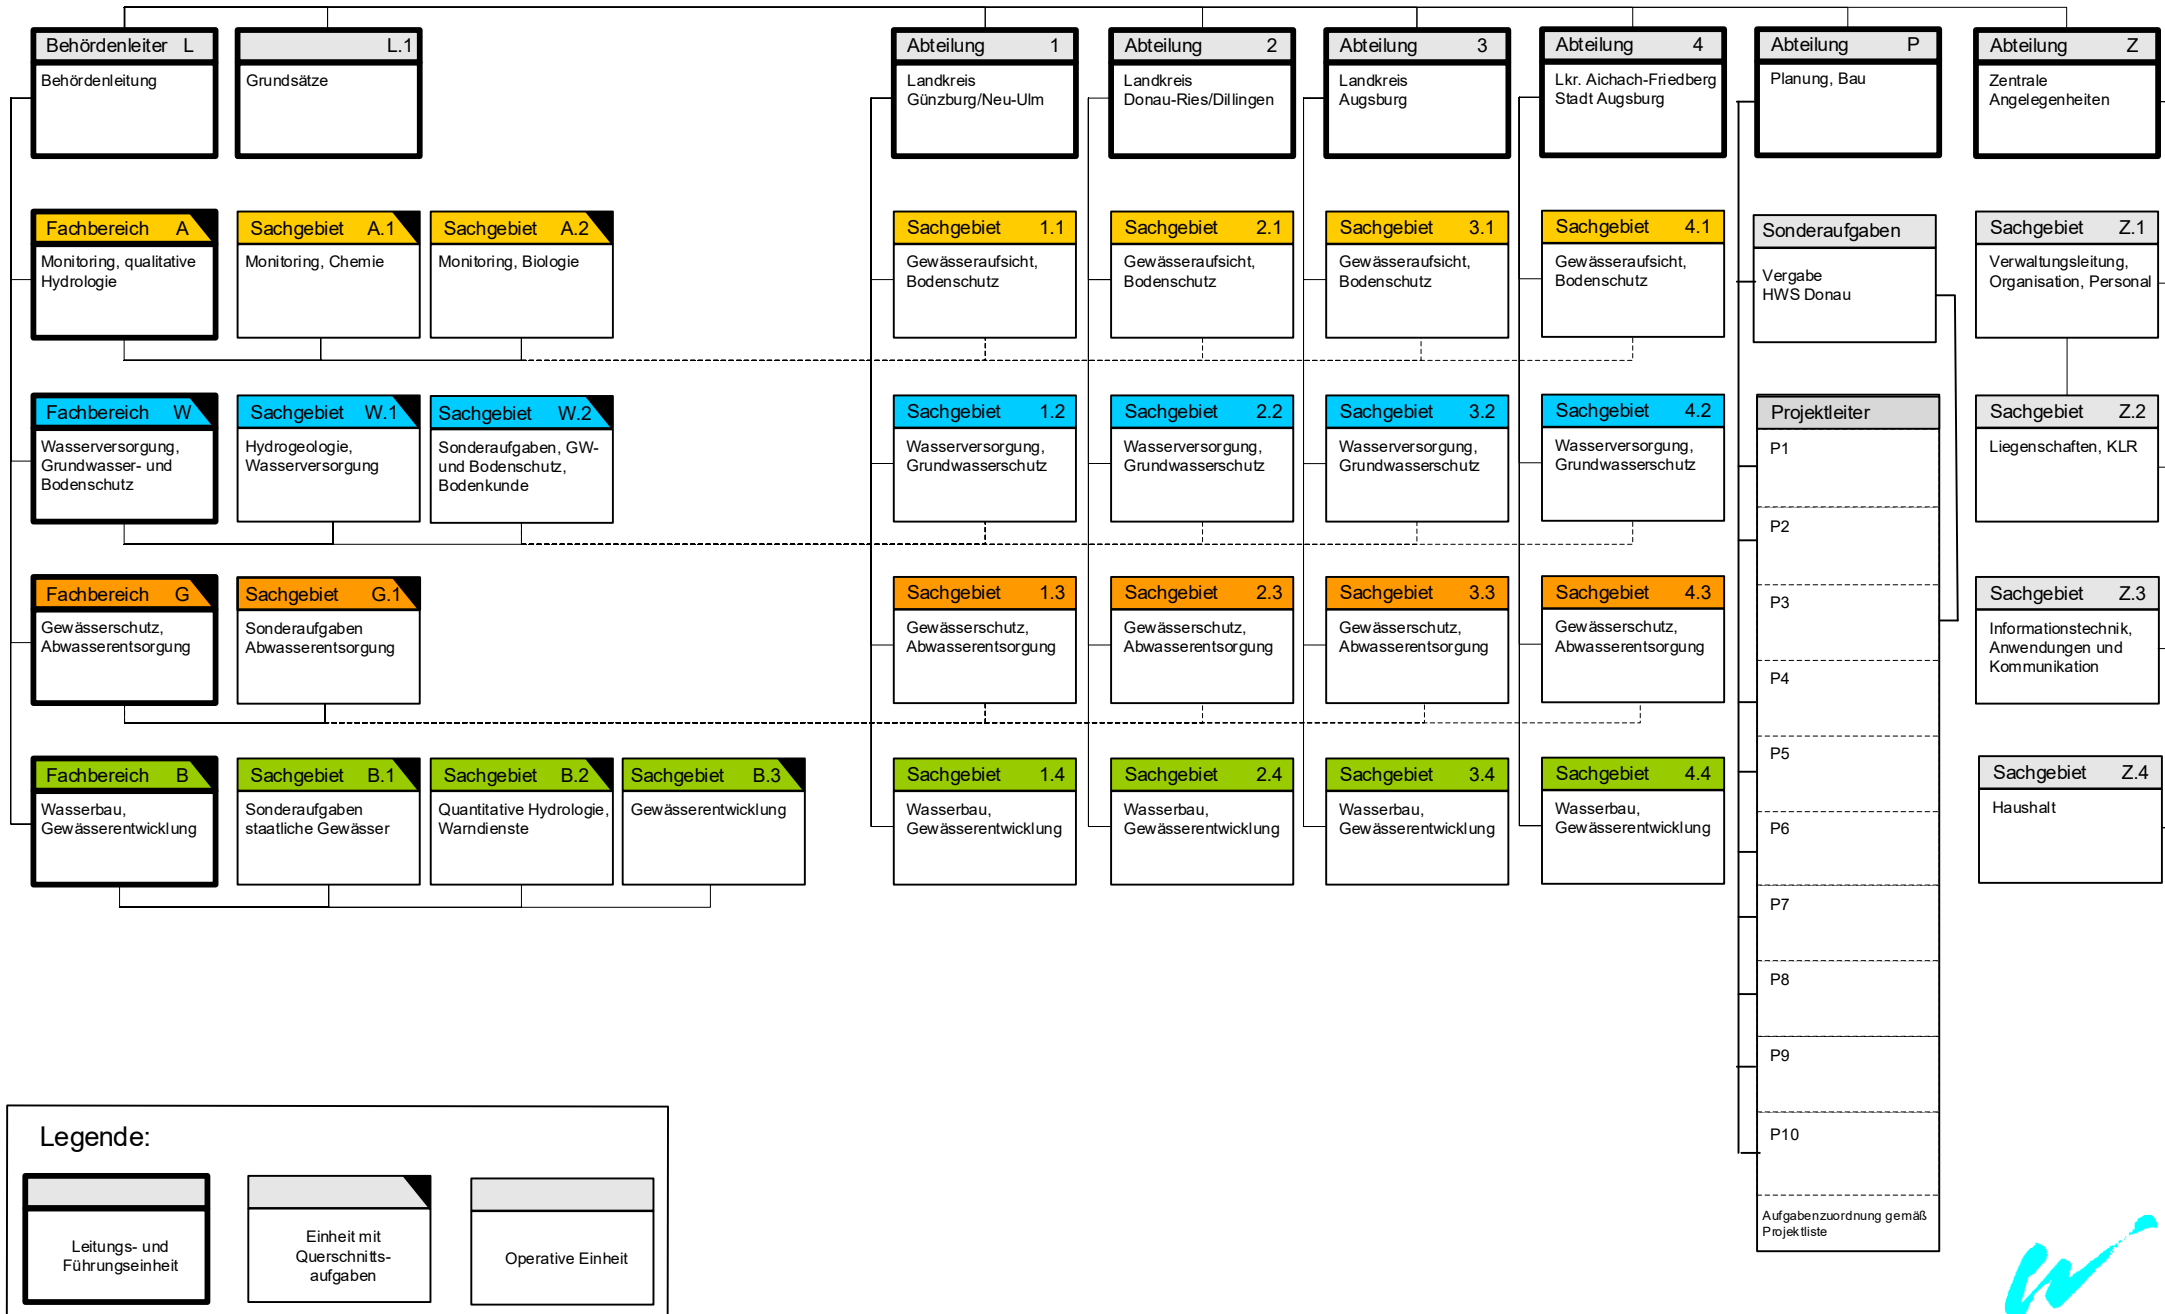 Behördenleiter L
Behördenleitung
L.1
Grundsätze
Abteilung 1
Landkreis
Günzburg/Neu-Ulm
Abteilung 2
Landkreis
Donau-Ries/Dillingen
Abteilung 3
Landkreis
Augsburg
Abteilung 4
Lkr. Aichach-Friedberg
Stadt Augsburg
Abteilung P
Planung, Bau
Abteilung Z
Zentrale
Angelegenheiten
Fachbereich A
Monitoring, qualitative
Hydrologie
Sachgebiet A.1
Monitoring, Chemie
Sachgebiet A.2
Monitoring, Biologie
Sachgebiet 1.1
Gewässeraufsicht,
Bodenschutz
Sachgebiet 2.1
Gewässeraufsicht,
Bodenschutz
Sachgebiet 3.1
Gewässeraufsicht,
Bodenschutz
Sachgebiet 4.1
Gewässeraufsicht,
Bodenschutz
Sonderaufgaben
Vergabe
HWS Donau
Sachgebiet Z.1
Verwaltungsleitung,
Organisation, Personal
Fachbereich W
Wasserversorgung,
Grundwasser- und
Bodenschutz
Sachgebiet W.1
Hydrogeologie,
Wasserversorgung
Sachgebiet W.2
Sonderaufgaben, GW-
und Bodenschutz,
Bodenkunde
Sachgebiet 1.2
Wasserversorgung,
Grundwasserschutz
Sachgebiet 2.2
Wasserversorgung,
Grundwasserschutz
Sachgebiet 3.2
Wasserversorgung,
Grundwasserschutz
Sachgebiet 4.2
Wasserversorgung,
Grundwasserschutz
Projektleiter
P1
P2
P3
P4
P5
P6
P7
P8
P9
P10
Aufgabenzuordnung gemäß
Projektliste
Sachgebiet Z.2
Liegenschaften, KLR
Fachbereich G
Gewässerschutz,
Abwasserentsorgung
Sachgebiet G.1
Sonderaufgaben
Abwasserentsorgung
Sachgebiet 1.3
Gewässerschutz,
Abwasserentsorgung
Sachgebiet 2.3
Gewässerschutz,
Abwasserentsorgung
Sachgebiet 3.3
Gewässerschutz,
Abwasserentsorgung
Sachgebiet 4.3
Gewässerschutz,
Abwasserentsorgung
Sachgebiet Z.3
Informationstechnik,
Anwendungen und
Kommunikation
Fachbereich B
Wasserbau,
Gewässerentwicklung
Sachgebiet B.1
Sonderaufgaben
staatliche Gewässer
Sachgebiet B.2
Quantitative Hydrologie,
Warndienste
Sachgebiet B.3
Gewässerentwicklung
Sachgebiet 1.4
Wasserbau,
Gewässerentwicklung
Sachgebiet 2.4
Wasserbau,
Gewässerentwicklung
Sachgebiet 3.4
Wasserbau,
Gewässerentwicklung
Sachgebiet 4.4
Wasserbau,
Gewässerentwicklung
Sachgebiet Z.4
Haushalt
Legende:
Leitungs- und
Führungseinheit
Einheit mit
Querschnitts-
aufgaben
Operative Einheit